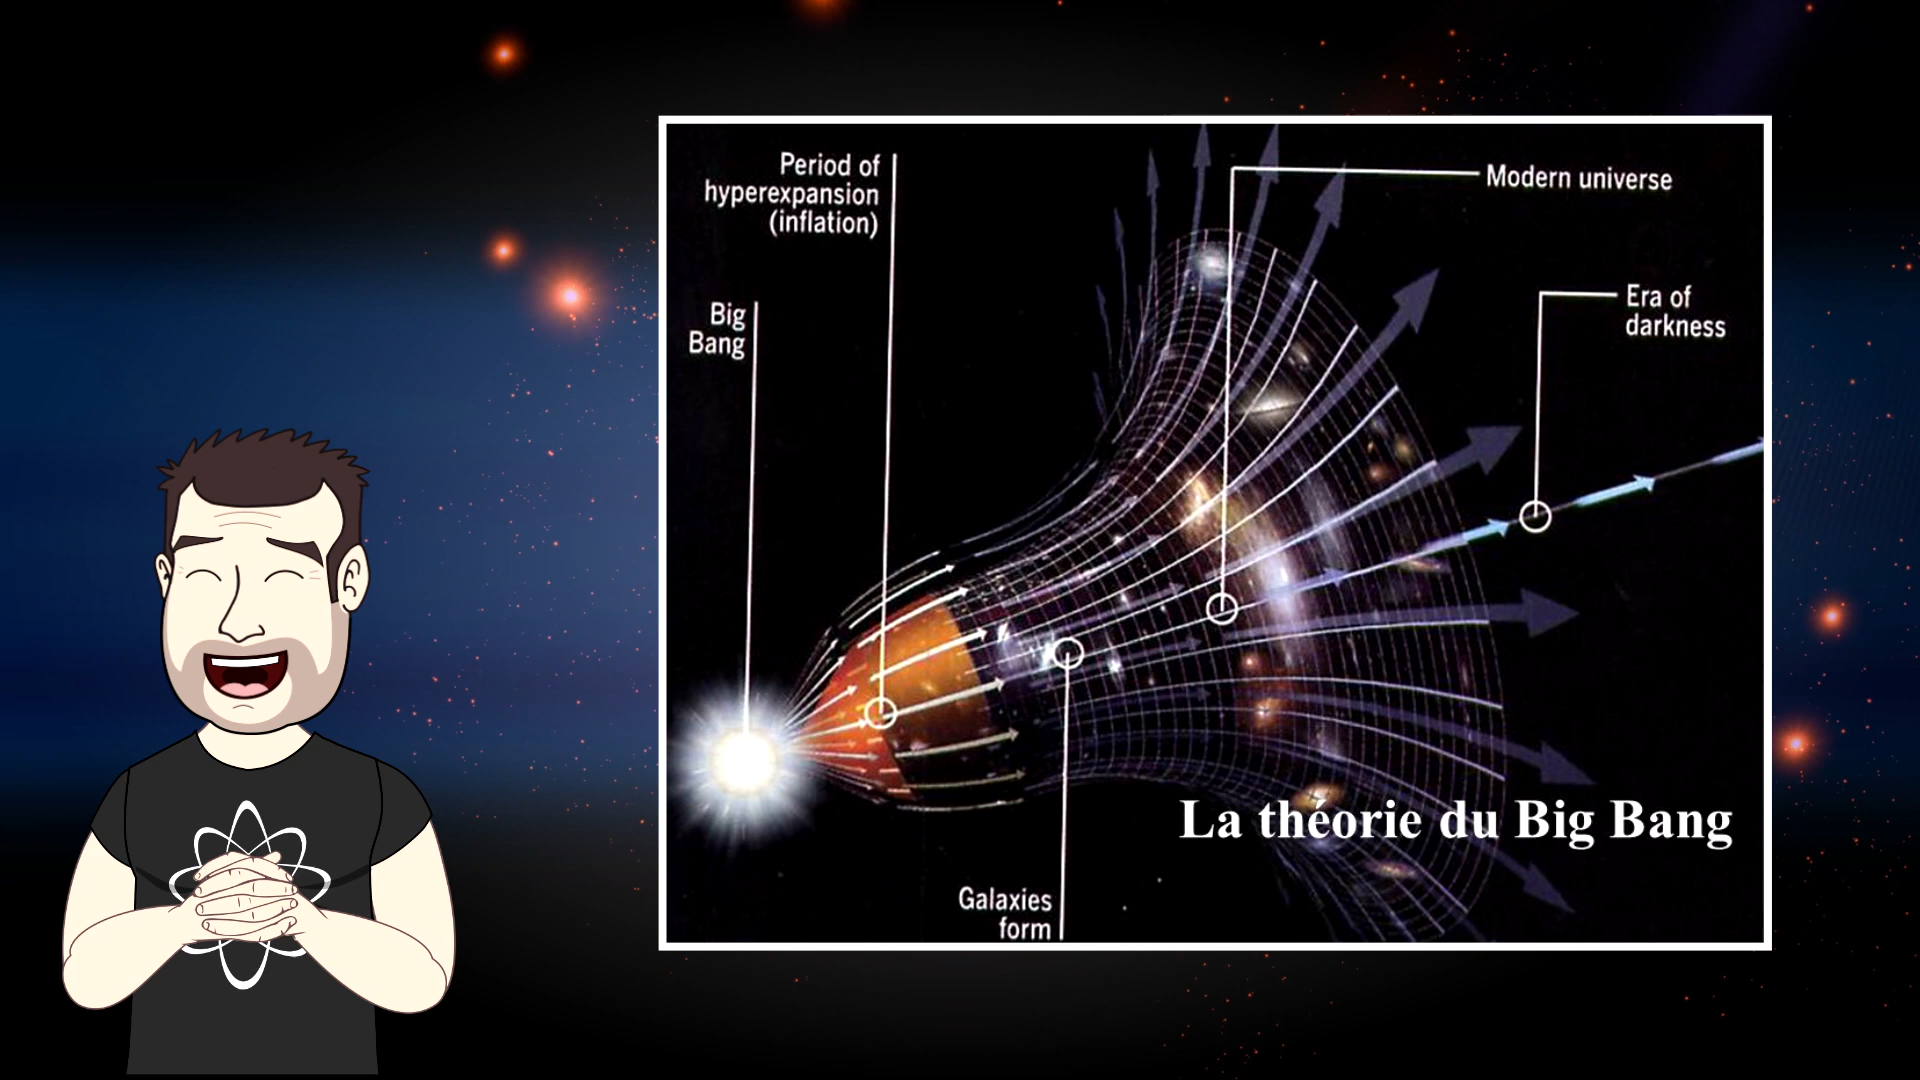 Period of
hyperexpansion
(inflation)
Modern universe
Big
Bang
Era of
darkness
La théorie du Big Bang
Galaxies
form